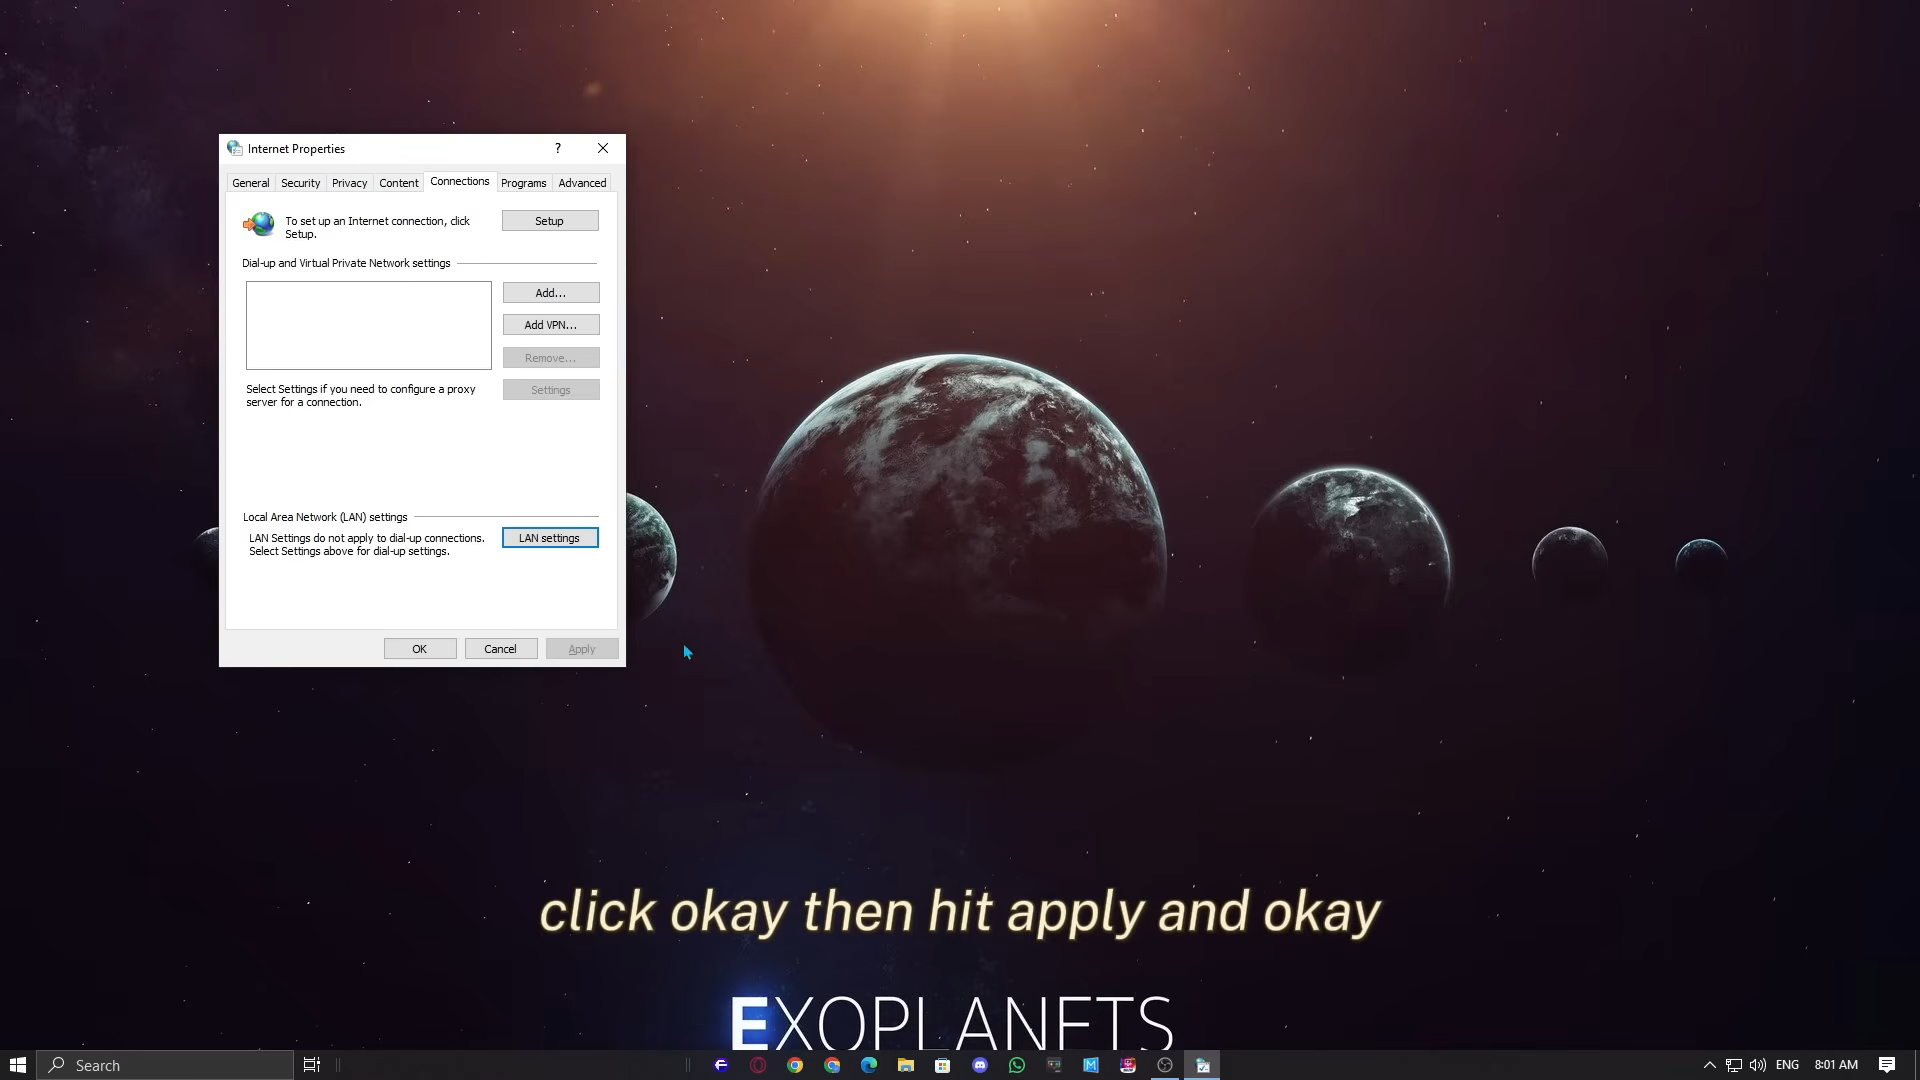 Internet Properties
?
General
Security
Privacy
Content
Connections
Programs
Advanced
To set up an Internet connection, click
Setup.
Setup
Dial-up and Virtual Private Network settings
Add...
Add VPN...
Remove...
Select Settings if you need to configure a proxy
server for a connection.
Settings
Local Area Network (LAN) settings
LAN Settings do not apply to dial-up connections.
Select Settings above for dial-up settings.
LAN settings
OK
Cancel
Apply
click okay then hit apply and okay
EXOPLANETS
Search
ENG
8:01 AM